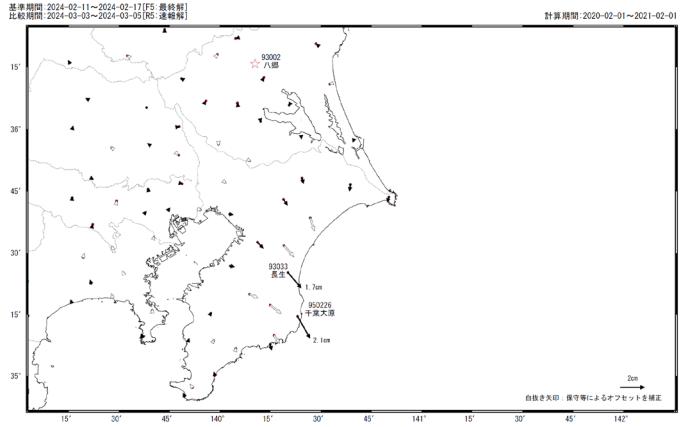 基準期間:2024-02-11～2024-02-17[F5:最終解]
比較期間:2024-03-03～2024-03-05[R5:速報解]
計算期間:2020-02-01～2021-02-01
93002
八郷
15'
36°
45'
93033
長生
30'
1.7cm
950226
千葉大原
15'
2.1cm
35°
2cm
白抜き矢印:保守等によるオフセットを補正
15' 30' 45' 140° 15' 30' 45' 141° 15' 30' 45' 142°